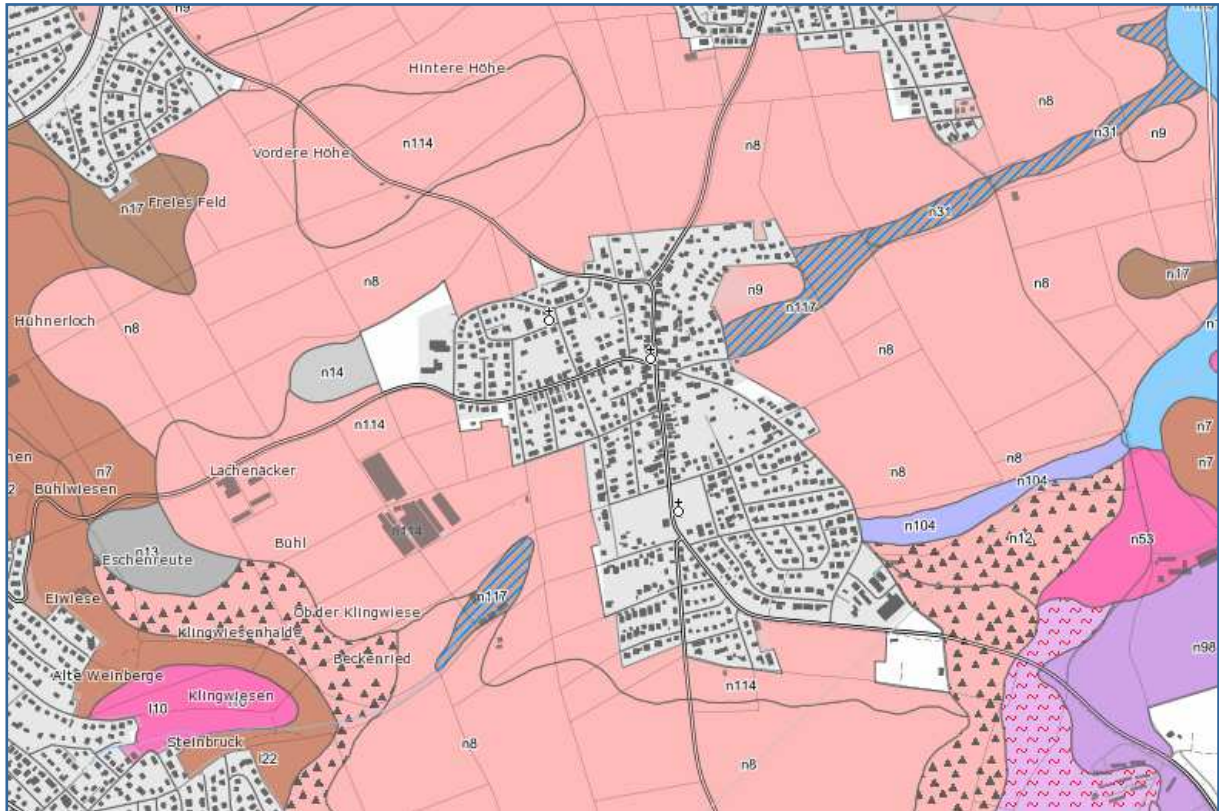 n9
Hintere Höhe
n8
n114
n8
n31
n9
Vordere Höhe
n17
Freies Feld
n31
n17
n8
n8
n9
n117
Hühnerloch
n8
n8
n14
n114
n7
n7
n8
n8
n104
Lachenäcker
n7
Bühlwiesen
n114
n104
n12
n53
Bühl
n13
Eschenreute
n117
Elwiese
Ob der Klingwiese
Klingwiesenhalde
Beckenried
n98
Alte Weinberge
Klingwiesen
l10
n114
Steinbruck
l22
n8
n8